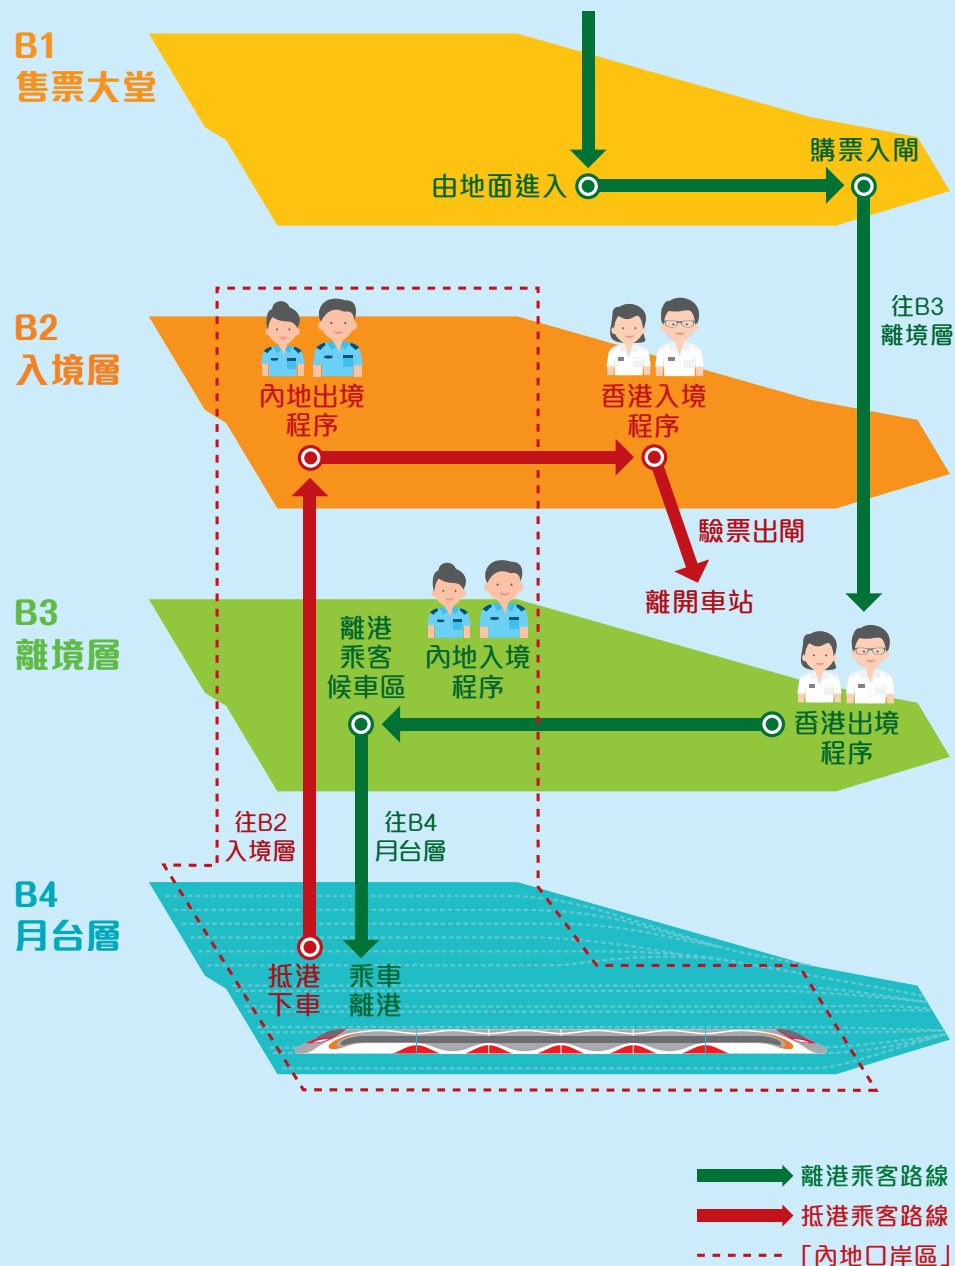 B1
售票大堂
購票入閘
由地面進入
往B3
離境層
B2
入境層
內地出境
程序
香港入境
程序
驗票出閘
離開車站
B3
離境層
離港
乘客
候車區
內地入境
程序
香港出境
程序
往B2
入境層
往B4
月台層
B4
月台層
抵港
下車
乘車
離港
離港乘客路線
抵港乘客路線
「內地口岸區」